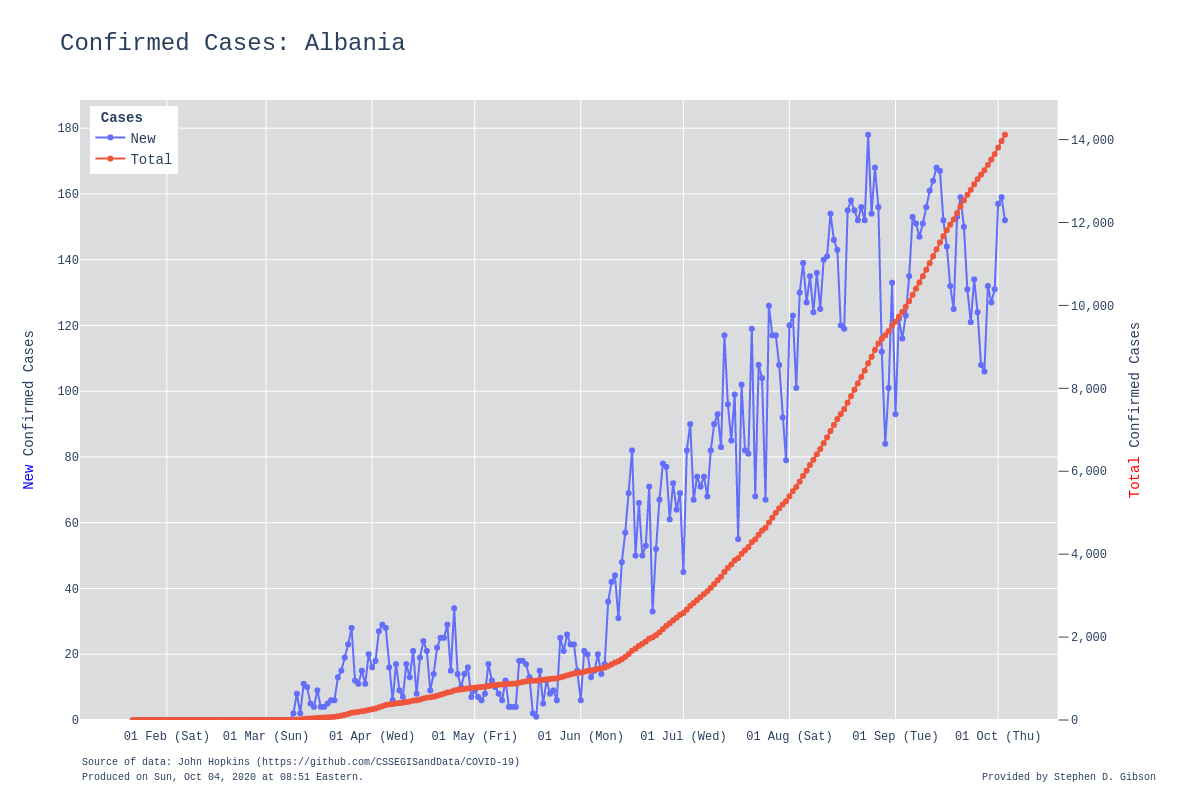 Confirmed Cases: Albania
Cases
New
Total
180
160
140
120
100
80
60
40
20
0
14,000
12,000
10,000
8,000
6,000
4,000
2,000
0
New Confirmed Cases
Total Confirmed Cases
01 Feb (Sat) 01 Mar (Sun) 01 Apr (Wed) 01 May (Fri) 01 Jun (Mon) 01 Jul (Wed) 01 Aug (Sat) 01 Sep (Tue) 01 Oct (Thu)
Source of data: John Hopkins (https://github.com/CSSEGISandData/COVID-19)
Produced on Sun, Oct 04, 2020 at 08:51 Eastern.
Provided by Stephen D. Gibson